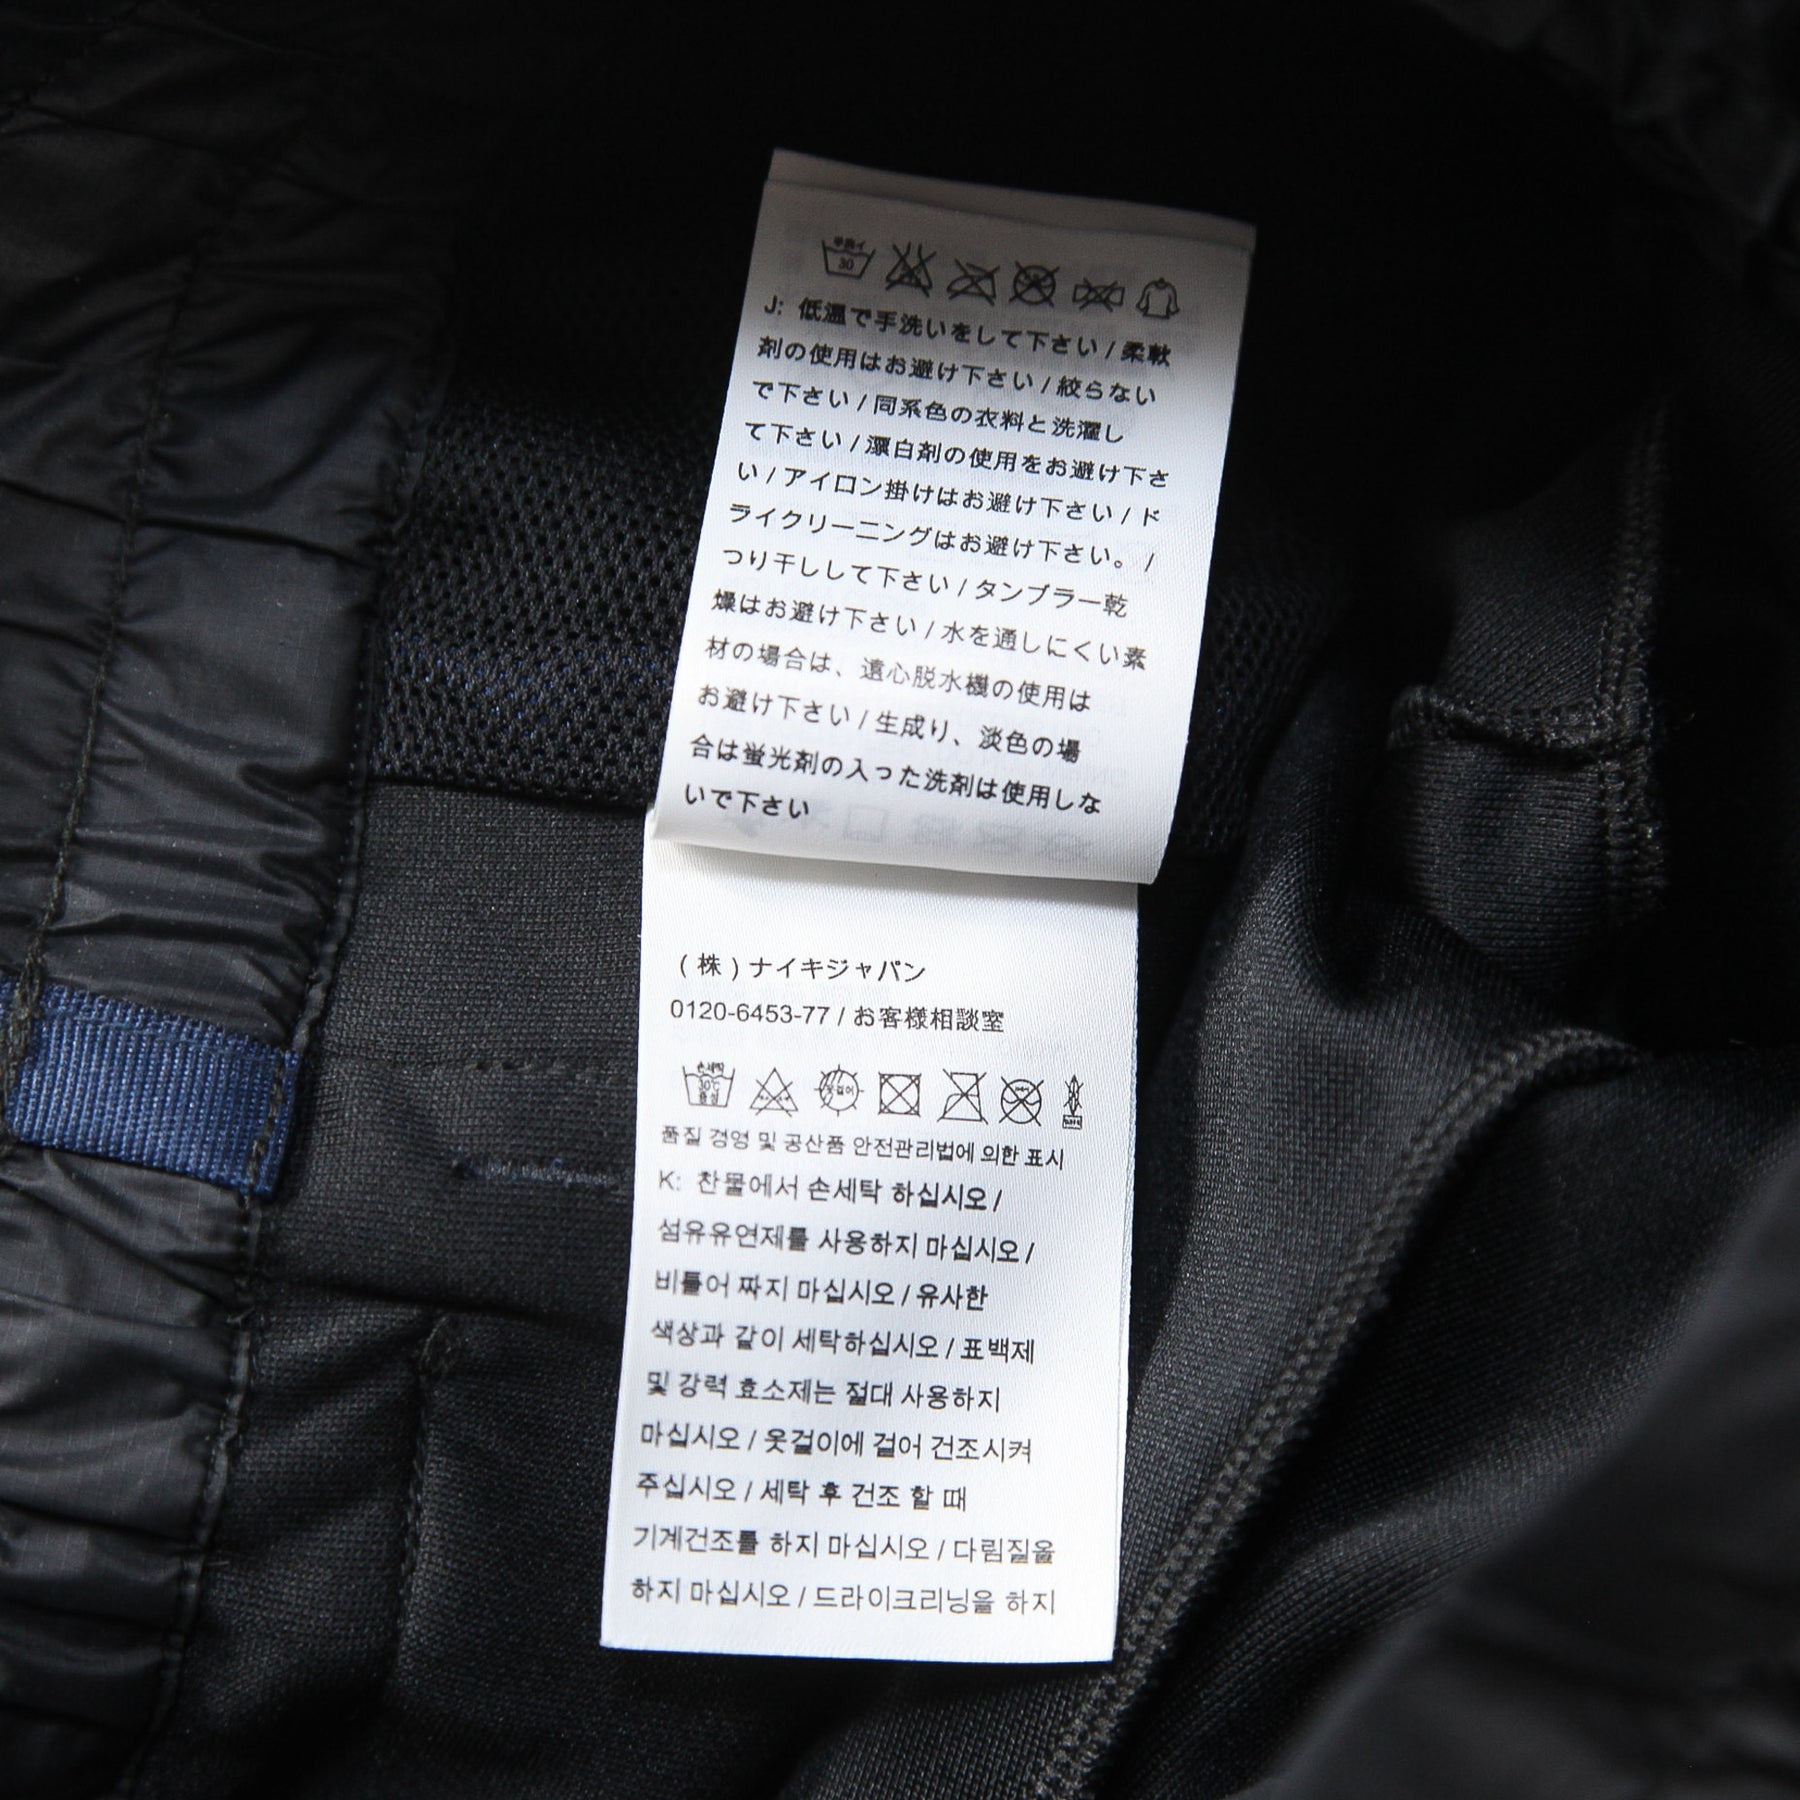 手洗イ
30
J: 低温で手洗いをして下さい / 柔軟
剤の使用はお避け下さい / 絞らない
で下さい / 同系色の衣料と洗濯し
て下さい / 漂白剤の使用をお避け下さ
い / アイロン掛けはお避け下さい / ド
ライクリーニングはお避け下さい。 /
つり干しして下さい / タンブラー乾
燥はお避け下さい / 水を通しにくい素
材の場合は、遠心脱水機の使用は
お避け下さい / 生成り、淡色の場
合は蛍光剤の入った洗剤は使用しな
いで下さい
(株)ナイキジャパン
0120-6453-77 / お客様相談室
손세탁
30℃
중성
옷걸이
품질 경영 및 공산품 안전관리법에 의한 표시
K: 찬물에서 손세탁 하십시오 /
섬유유연제를 사용하지 마십시오 /
비틀어 짜지 마십시오 / 유사한
색상과 같이 세탁하십시오 / 표백제
및 강력 효소제는 절대 사용하지
마십시오 / 옷걸이에 걸어 건조시켜
주십시오 / 세탁 후 건조 할 때
기계건조를 하지 마십시오 / 다림질을
하지 마십시오 / 드라이크리닝을 하지